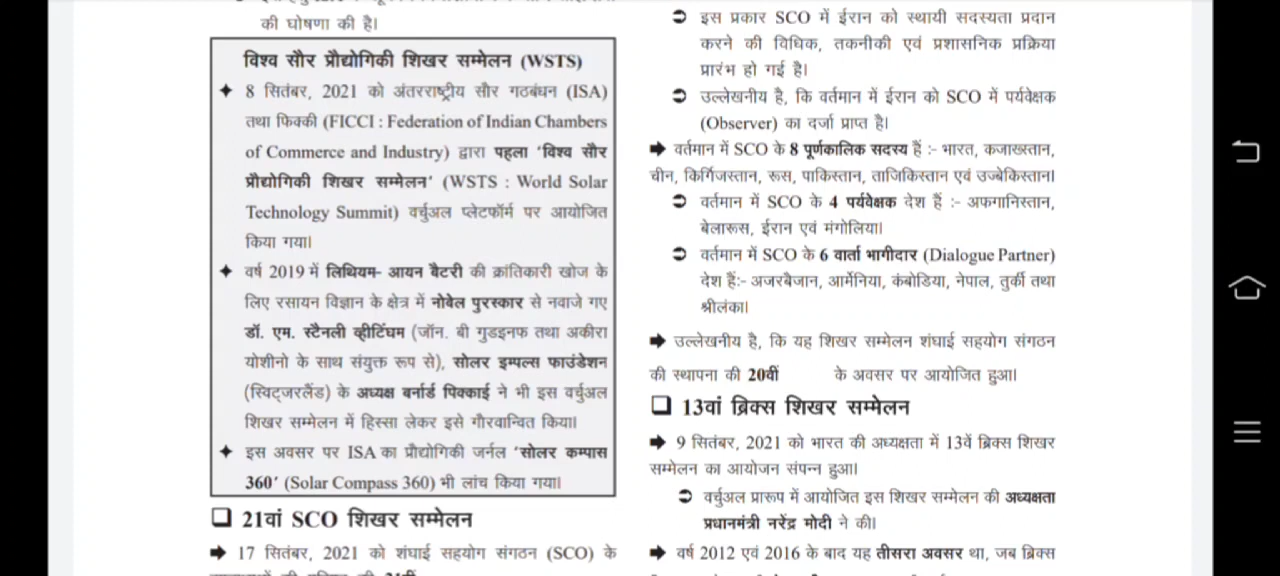 की घोषणा की है।
विश्व सौर प्रौद्योगिकी शिखर सम्मेलन (WSTS)
✦ 8 सितंबर, 2021 को अंतरराष्ट्रीय सौर गठबंधन (ISA)
तथा फिक्की (FICCI : Federation of Indian Chambers
of Commerce and Industry) द्वारा पहला 'विश्व सौर
प्रौद्योगिकी शिखर सम्मेलन' (WSTS : World Solar
Technology Summit) वर्चुअल प्लेटफॉर्म पर आयोजित
किया गया।
✦ वर्ष 2019 में लिथियम- आयन बैटरी की क्रांतिकारी खोज के
लिए रसायन विज्ञान के क्षेत्र में नोबेल पुरस्कार से नवाजे गए
डॉ. एम. स्टैनली व्हीटिंघम (जॉन. बी गुडइनफ तथा अकीरा
योशीनो के साथ संयुक्त रूप से), सोलर इम्पल्स फाउंडेशन
(स्विट्जरलैंड) के अध्यक्ष बर्नार्ड पिक्काई ने भी इस वर्चुअल
शिखर सम्मेलन में हिस्सा लेकर इसे गौरवान्वित किया।
✦ इस अवसर पर ISA का प्रौद्योगिकी जर्नल 'सोलर कम्पास
360' (Solar Compass 360) भी लांच किया गया।
❑ 21वां SCO शिखर सम्मेलन
➡ 17 सितंबर, 2021 को शंघाई सहयोग संगठन (SCO) के
➲ इस प्रकार SCO में ईरान को स्थायी सदस्यता प्रदान
करने की विधिक, तकनीकी एवं प्रशासनिक प्रक्रिया
प्रारंभ हो गई है।
➲ उल्लेखनीय है, कि वर्तमान में ईरान को SCO में पर्यवेक्षक
(Observer) का दर्जा प्राप्त है।
➡ वर्तमान में SCO के 8 पूर्णकालिक सदस्य हैं :- भारत, कजाख्स्तान,
चीन, किर्गिजस्तान, रूस, पाकिस्तान, ताजिकिस्तान एवं उज्बेकिस्तान।
➲ वर्तमान में SCO के 4 पर्यवेक्षक देश हैं :- अफगानिस्तान,
बेलारूस, ईरान एवं मंगोलिया।
➲ वर्तमान में SCO के 6 वार्ता भागीदार (Dialogue Partner)
देश हैं:- अजरबैजान, आर्मेनिया, कंबोडिया, नेपाल, तुर्की तथा
श्रीलंका।
➡ उल्लेखनीय है, कि यह शिखर सम्मेलन शंघाई सहयोग संगठन
की स्थापना की 20वीं के अवसर पर आयोजित हुआ।
❑ 13वां ब्रिक्स शिखर सम्मेलन
➡ 9 सितंबर, 2021 को भारत की अध्यक्षता में 13वें ब्रिक्स शिखर
सम्मेलन का आयोजन संपन्न हुआ।
➲ वर्चुअल प्रारूप में आयोजित इस शिखर सम्मेलन की अध्यक्षता
प्रधानमंत्री नरेंद्र मोदी ने की।
➡ वर्ष 2012 एवं 2016 के बाद यह तीसरा अवसर था, जब ब्रिक्स